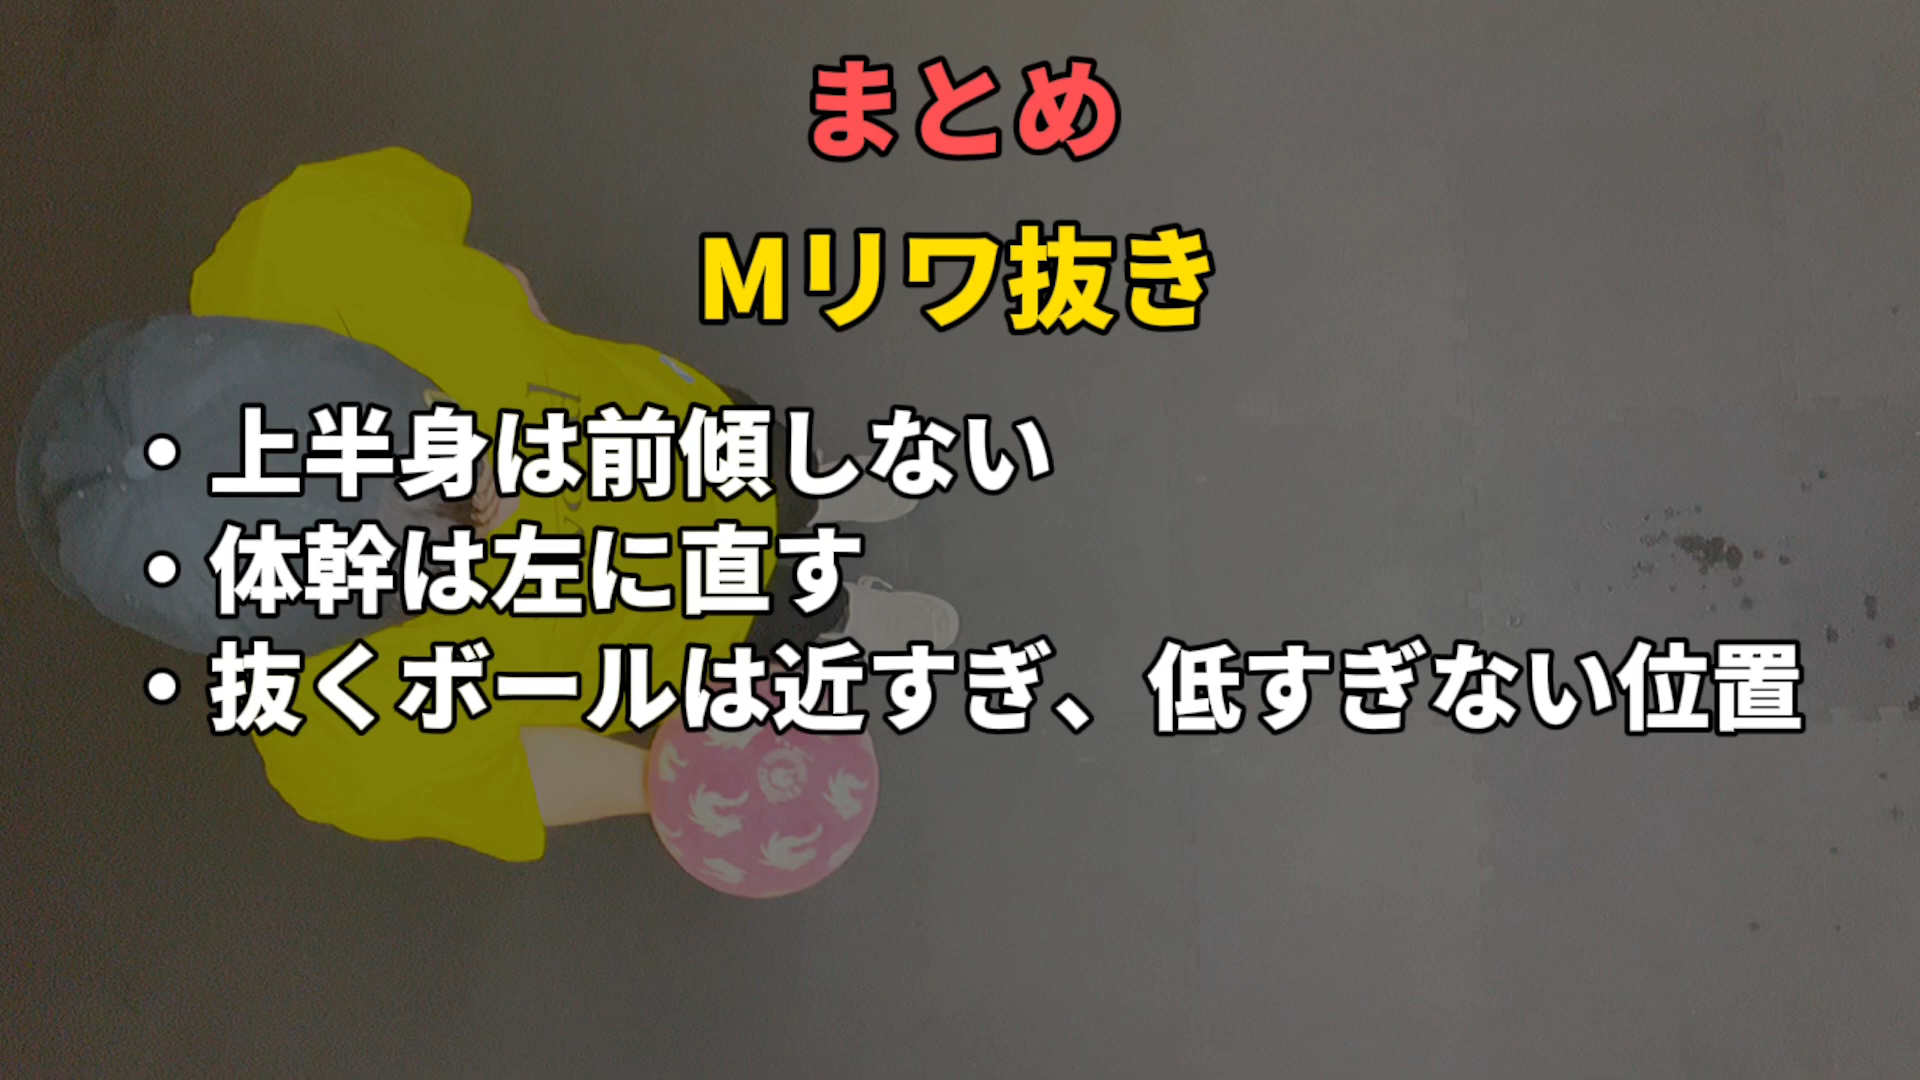 まとめ
Mリワ抜き
・上半身は前傾しない
・体幹は左に直す
・抜くボールは近すぎ、低すぎない位置